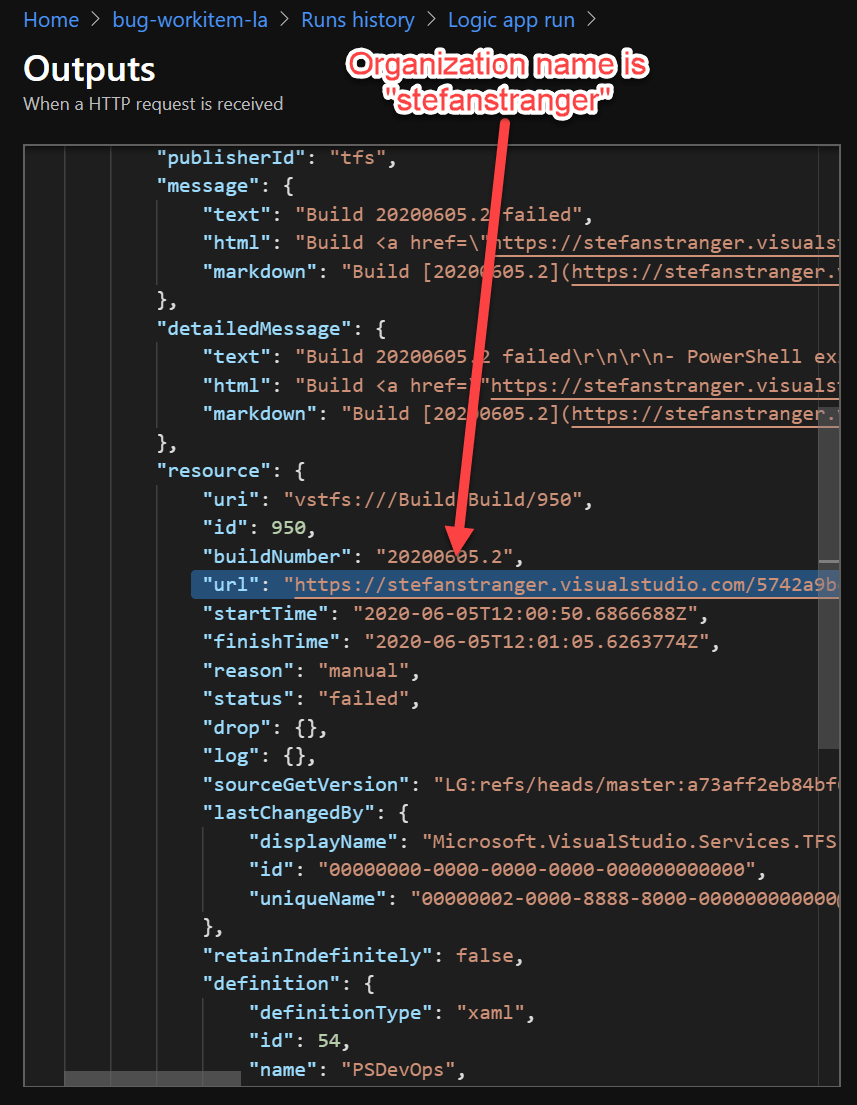 Home > bug-workitem-la > Runs history > Logic app run >
Outputs
When a HTTP request is received
Organization name is
"stefanstranger"
"publisherId": "tfs",
"message": {
"text": "Build 20200605.2 failed",
"html": "Build <a href=\"https://stefanstranger.visualst
"markdown": "Build [20200605.2](https://stefanstranger.v
},
"detailedMessage": {
"text": "Build 20200605.2 failed\r\n\r\n- PowerShell ex
"html": "Build <a href=\"https://stefanstranger.visualst
"markdown": "Build [20200605.2](https://stefanstranger.
},
"resource": {
"uri": "vstfs:///Build/Build/950",
"id": 950,
"buildNumber": "20200605.2",
"url": "https://stefanstranger.visualstudio.com/5742a9b
"startTime": "2020-06-05T12:00:50.6866688Z",
"finishTime": "2020-06-05T12:01:05.6263774Z",
"reason": "manual",
"status": "failed",
"drop": {},
"log": {},
"sourceGetVersion": "LG:refs/heads/master:a73aff2eb84bf
"lastChangedBy": {
"displayName": "Microsoft.VisualStudio.Services.TFS
"id": "00000000-0000-0000-0000-000000000000",
"uniqueName": "00000002-0000-8888-8000-000000000000@
},
"retainIndefinitely": false,
"definition": {
"definitionType": "xaml",
"id": 54,
"name": "PSDevOps",